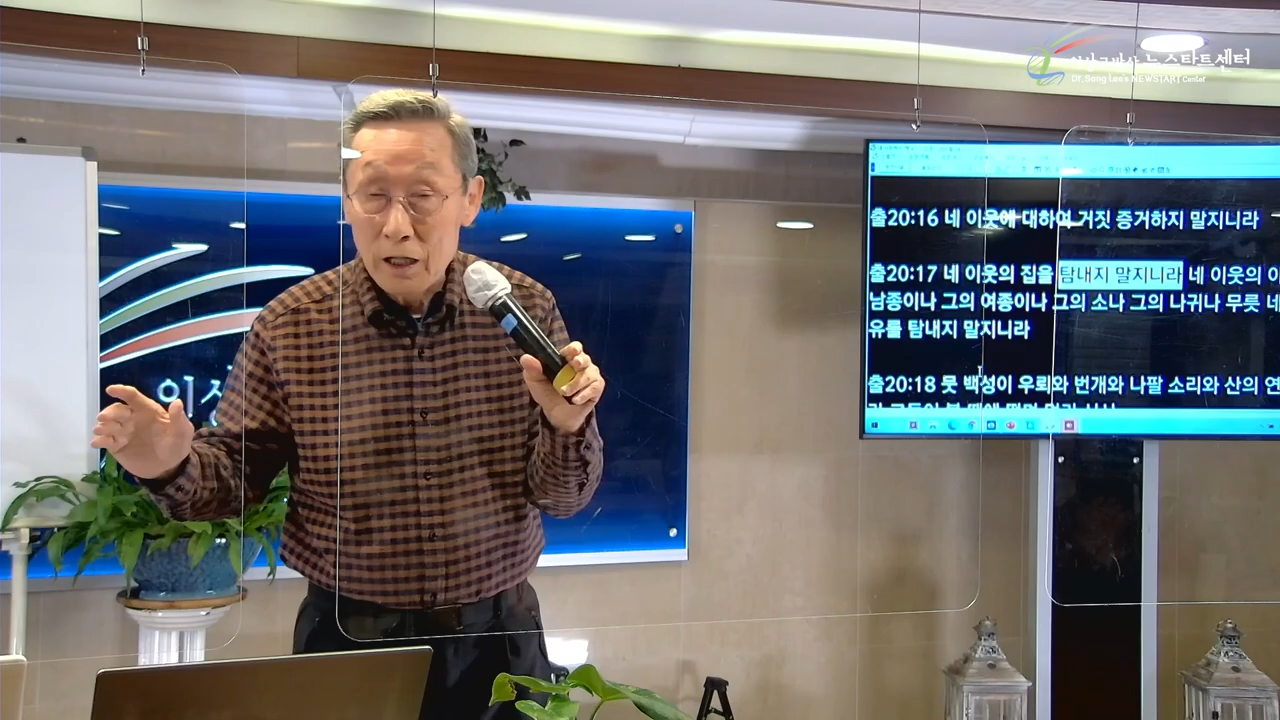 뉴스타트센터
Dr. Sang Lee's NEWSTART Center
이상
출20:16 네 이웃에 대하여 거짓 증거하지 말지니라
출20:17 네 이웃의 집을 탐내지 말지니라 네 이웃의
남종이나 그의 여종이나 그의 소나 그의 나귀나 무릇 네
유를 탐내지 말지니라
출20:18 뭇 백성이 우뢰와 번개와 나팔 소리와 산의 연